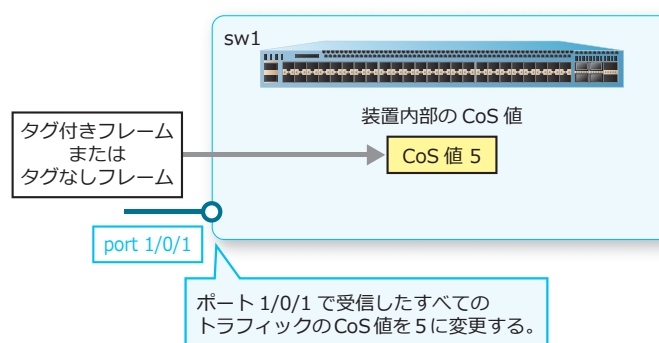 sw1
装置内部の CoS 値
タグ付きフレーム
または
タグなしフレーム
CoS 値 5
port 1/0/1
ポート 1/0/1 で受信したすべての
トラフィックのCoS値を5に変更する。